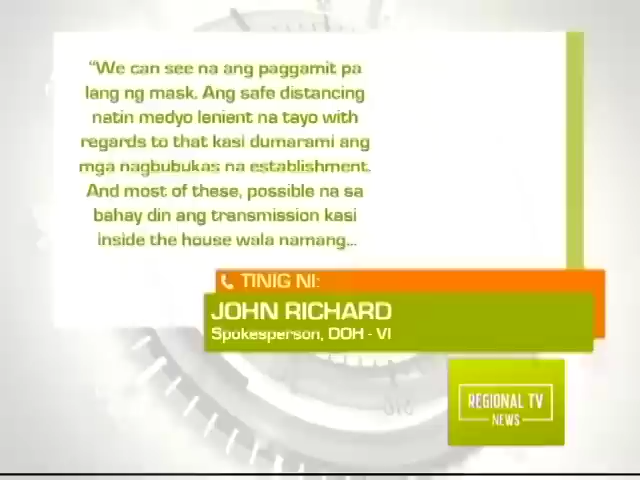 "We can see na ang paggamit pa
lang ng mask. Ang safe distancing
natin medyo lenient na tayo with
regards to that kasi dumarami ang
mga nagbubukas na establishment.
And most of these, possible na sa
bahay din ang transmission kasi
inside the house wala namang...
TINIG NI:
JOHN RICHARD
Spokesperson, DOH - VI
REGIONAL TV
NEWS